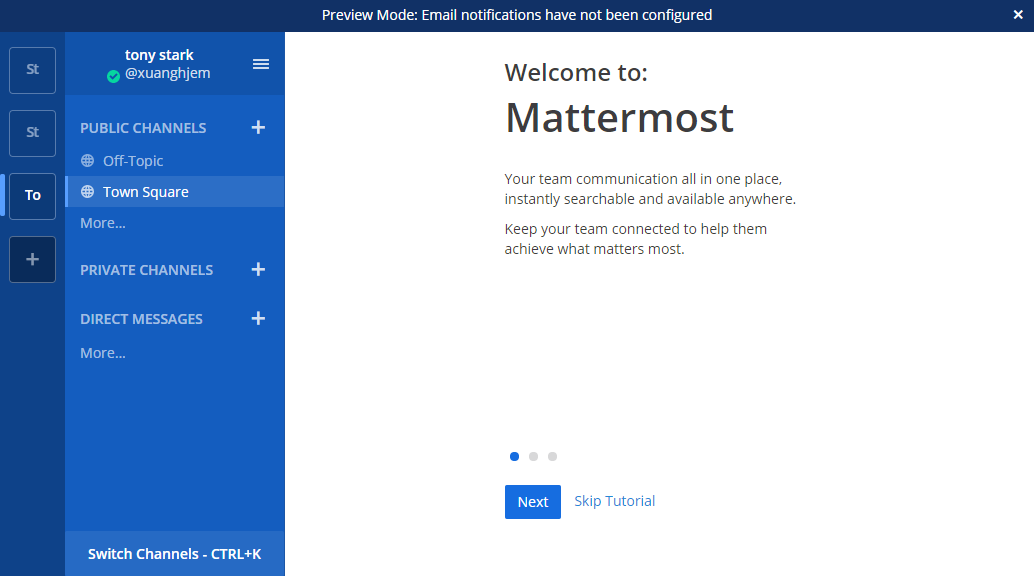 Preview Mode: Email notifications have not been configured
×
St
St
To
+
tony stark
@xuanghjem
PUBLIC CHANNELS +
Off-Topic
Town Square
More...
PRIVATE CHANNELS +
DIRECT MESSAGES +
More...
Switch Channels - CTRL+K
Welcome to:
Mattermost
Your team communication all in one place,
instantly searchable and available anywhere.
Keep your team connected to help them
achieve what matters most.
Next
Skip Tutorial